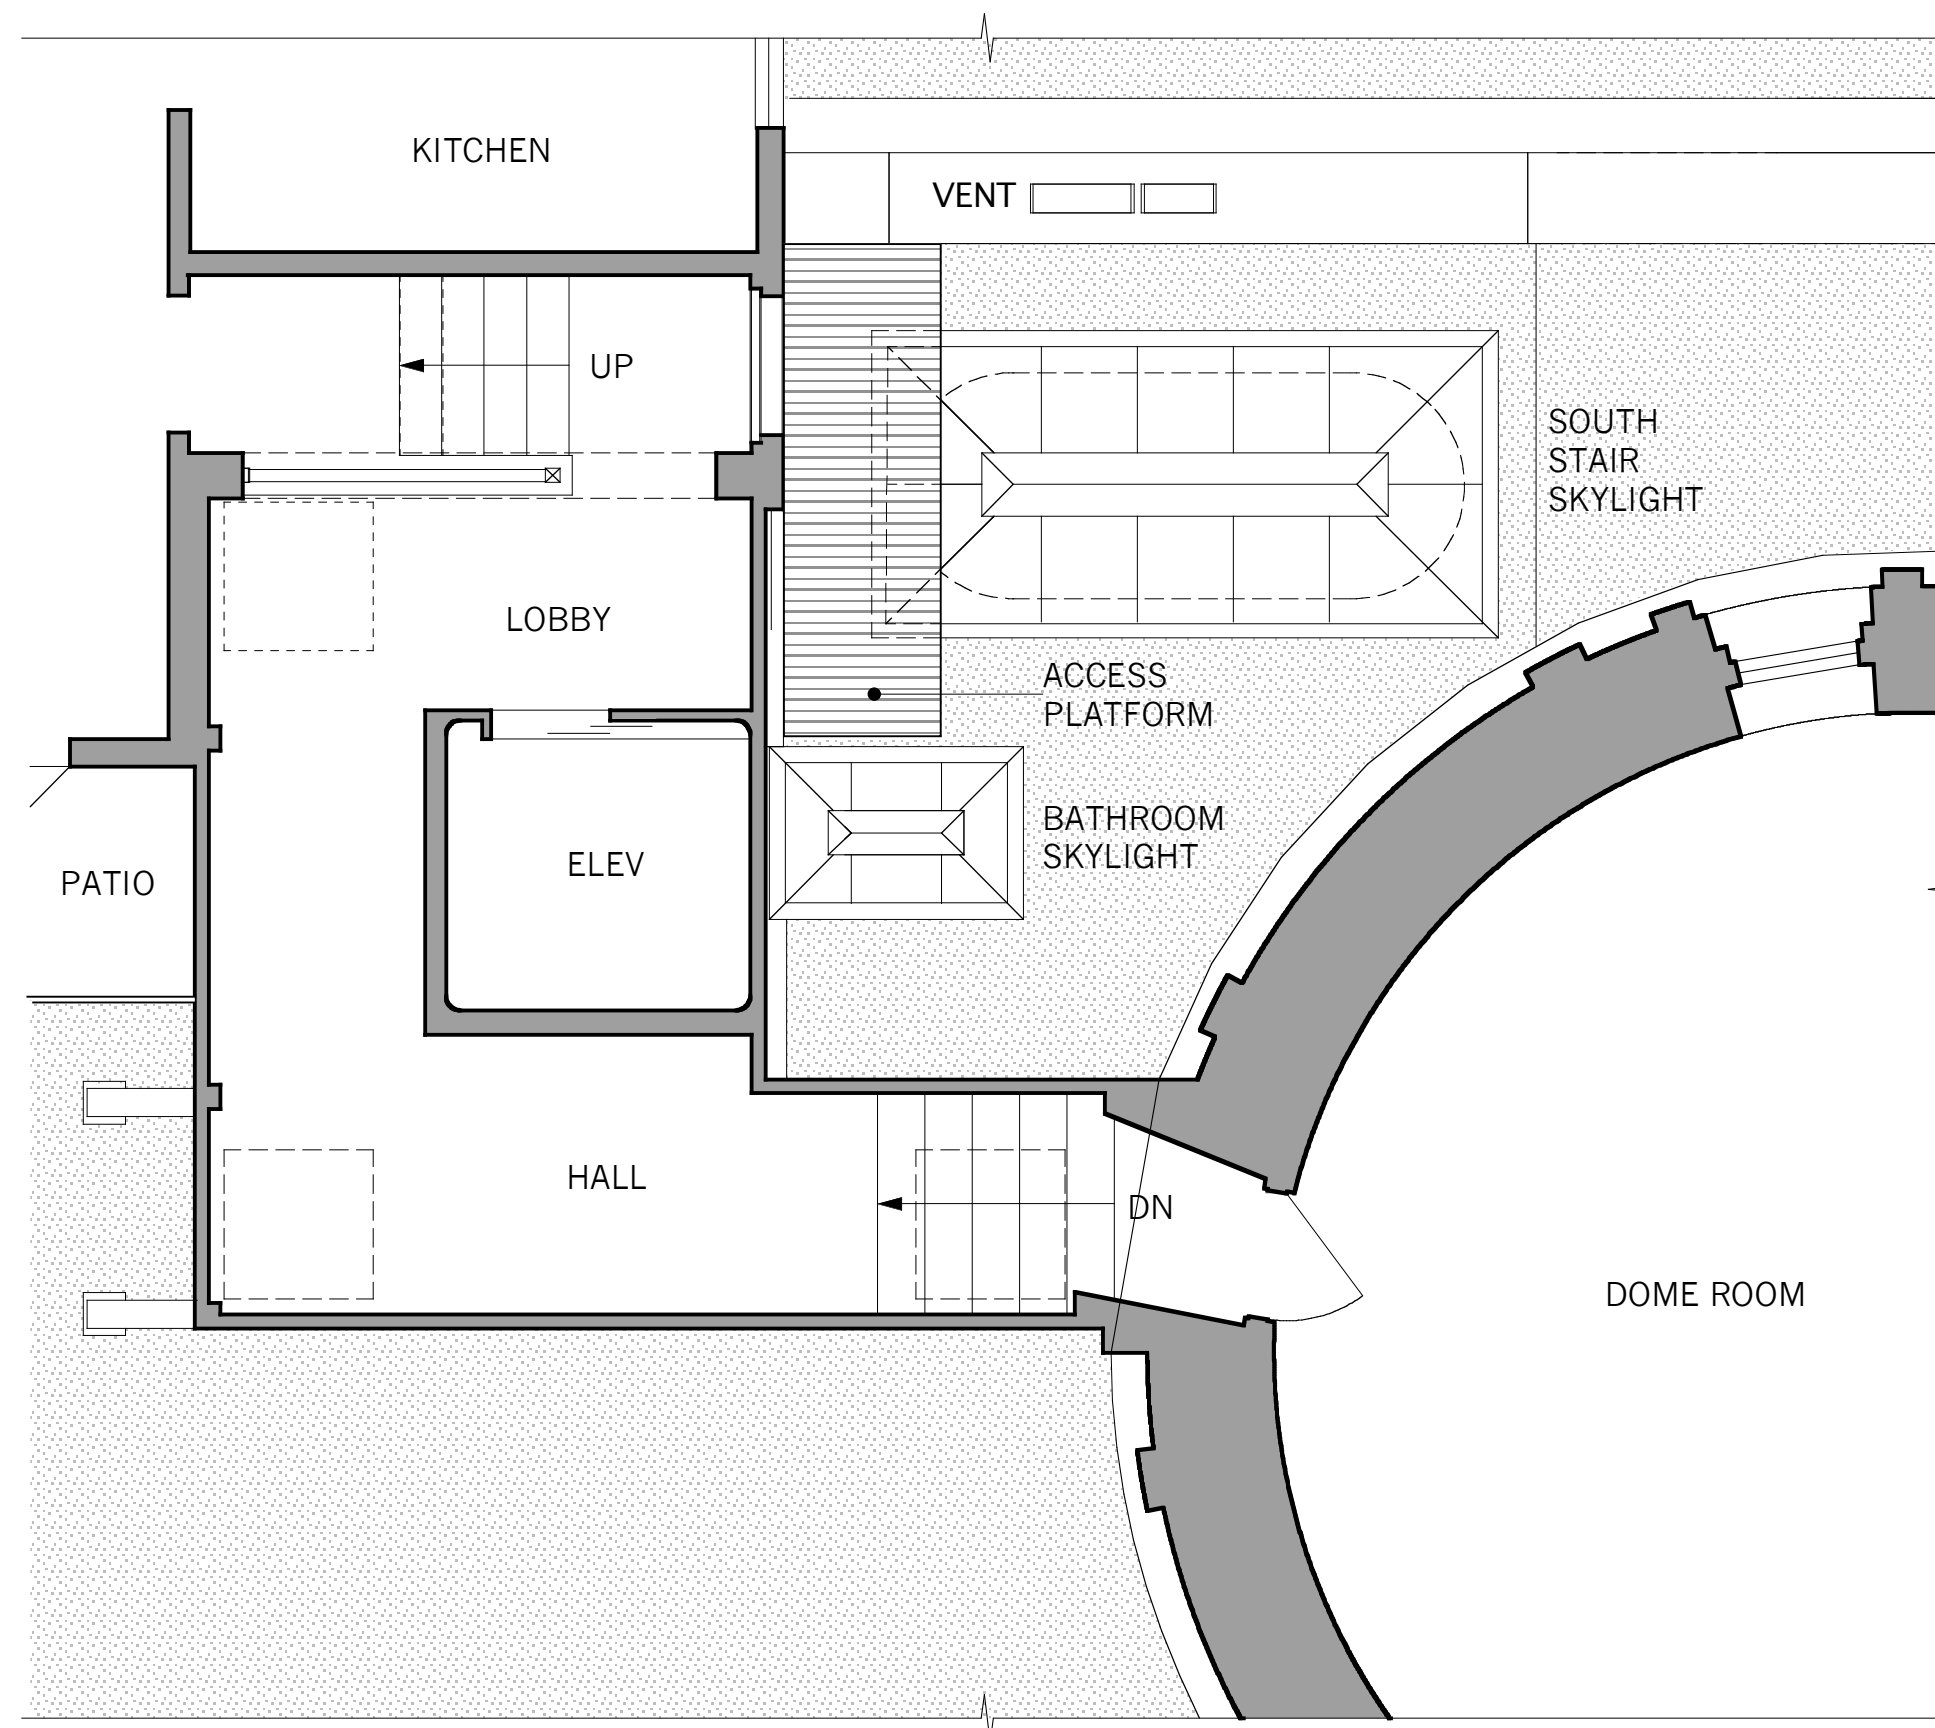 KITCHEN
VENT
UP
SOUTH
STAIR
SKYLIGHT
LOBBY
ACCESS
PLATFORM
BATHROOM
SKYLIGHT
ELEV
PATIO
HALL
DN
DOME ROOM